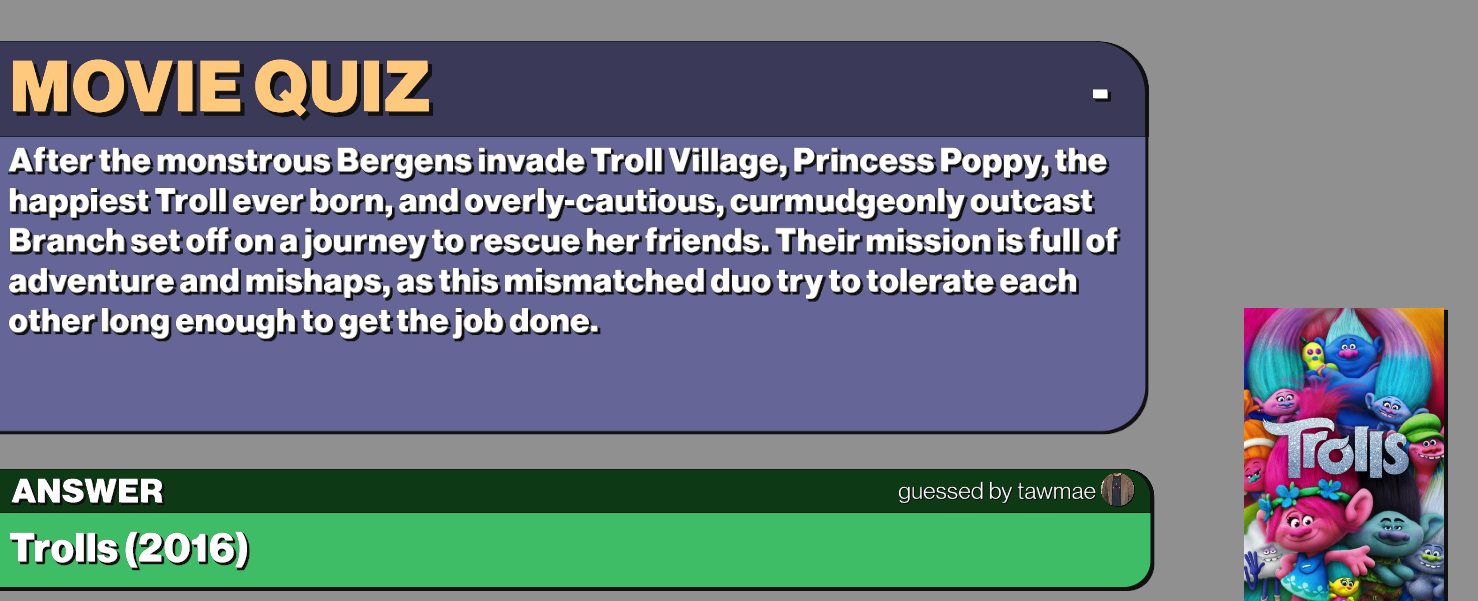 MOVIE QUIZ -
After the monstrous Bergens invade Troll Village, Princess Poppy, the
happiest Troll ever born, and overly-cautious, curmudgeonly outcast
Branch set off on a journey to rescue her friends. Their mission is full of
adventure and mishaps, as this mismatched duo try to tolerate each
other long enough to get the job done.
ANSWER
guessed by tawmae
Trolls (2016)
Trolls